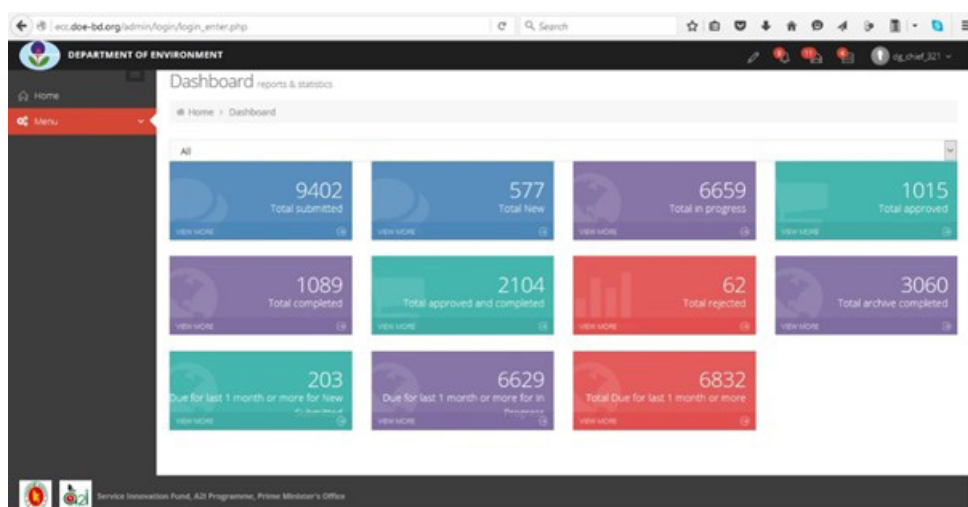 ecc.doe-bd.org/admin/login/login_enter.php
Search
DEPARTMENT OF ENVIRONMENT
dg_chief_321
Home
Menu
Dashboard reports & statistics
Home > Dashboard
All
9402
Total submitted
VIEW MORE
577
Total New
VIEW MORE
6659
Total in progress
VIEW MORE
1015
Total approved
VIEW MORE
1089
Total completed
VIEW MORE
2104
Total approved and completed
VIEW MORE
62
Total rejected
VIEW MORE
3060
Total archive completed
VIEW MORE
203
Due for last 1 month or more for New
Submitted
VIEW MORE
6629
Due for last 1 month or more for In
Progress
VIEW MORE
6832
Total Due for last 1 month or more
VIEW MORE
a2i
Service Innovation Fund, A2I Programme, Prime Minister's Office